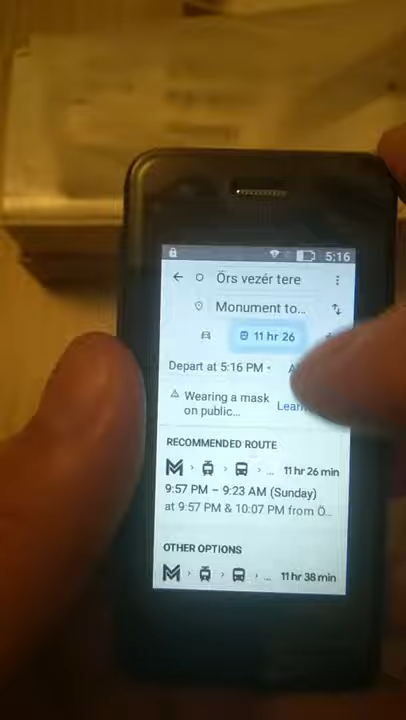 5:16
Örs vezér tere
Monument to...
11 hr 26
Depart at 5:16 PM
Wearing a mask
on public...
Learn
RECOMMENDED ROUTE
M ... 11 hr 26 min
9:57 PM – 9:23 AM (Sunday)
at 9:57 PM & 10:07 PM from Ö...
OTHER OPTIONS
M ... 11 hr 38 min